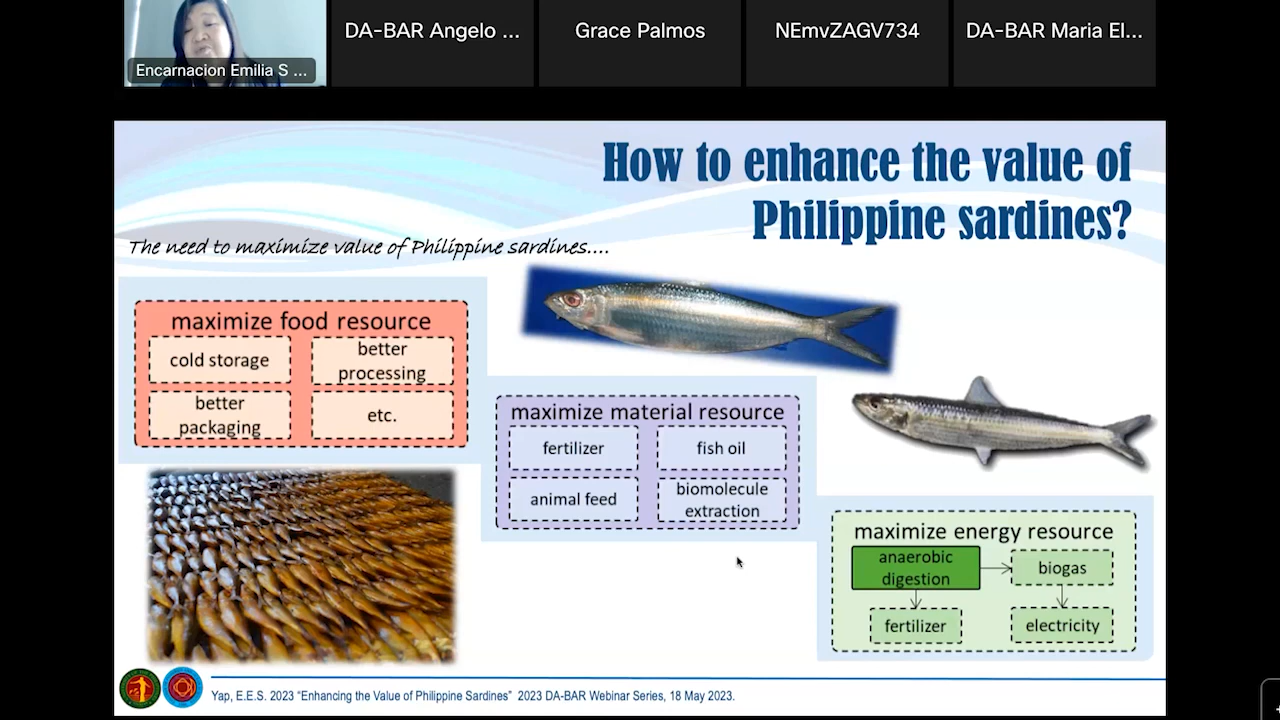 Encarnacion Emilia S ...
DA-BAR Angelo ...
Grace Palmos
NEmvZAGV734
DA-BAR Maria El...
How to enhance the value of
Philippine sardines?
The need to maximize value of Philippine sardines....
maximize food resource
cold storage
better
processing
better
packaging
etc.
maximize material resource
fertilizer
fish oil
animal feed
biomolecule
extraction
maximize energy resource
anaerobic
digestion
biogas
fertilizer
electricity
Yap, E.E.S. 2023 “Enhancing the Value of Philippine Sardines” 2023 DA-BAR Webinar Series, 18 May 2023.